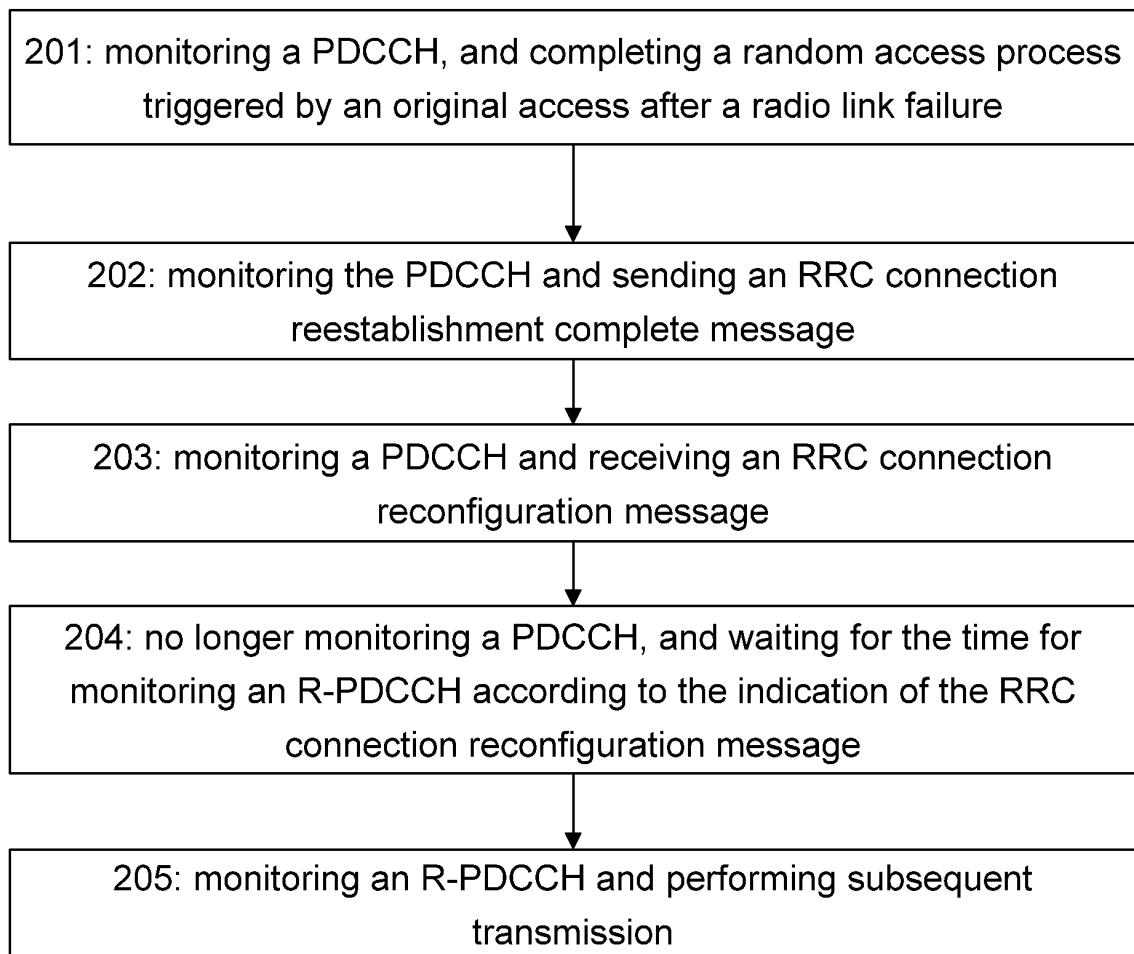 201: monitoring a PDCCH, and completing a random access process
triggered by an original access after a radio link failure
202: monitoring the PDCCH and sending an RRC connection
reestablishment complete message
203: monitoring a PDCCH and receiving an RRC connection
reconfiguration message
204: no longer monitoring a PDCCH, and waiting for the time for
monitoring an R-PDCCH according to the indication of the RRC
connection reconfiguration message
205: monitoring an R-PDCCH and performing subsequent
transmission